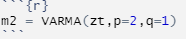 ```{r}
m2 = VARMA(zt,p=2,q=1)
```